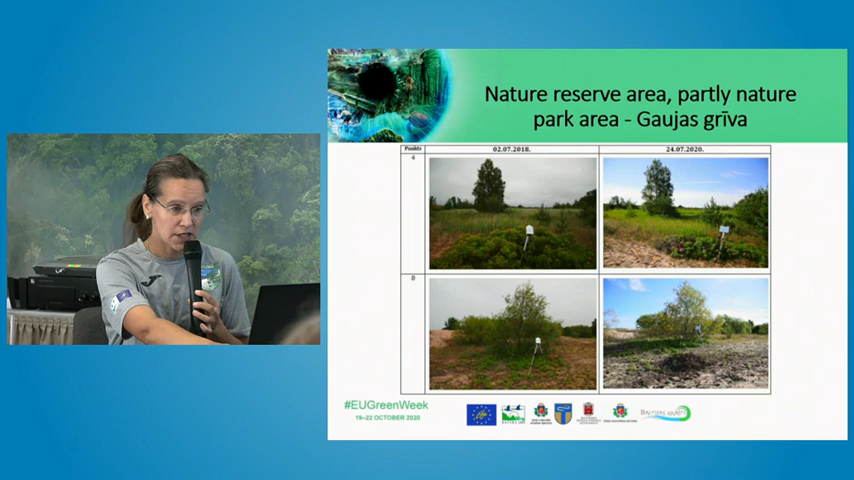 Nature reserve area, partly nature
park area - Gaujas grīva
Punkts 02.07.2018. 24.07.2020.
4
8
#EUGreenWeek
19–22 OCTOBER 2020